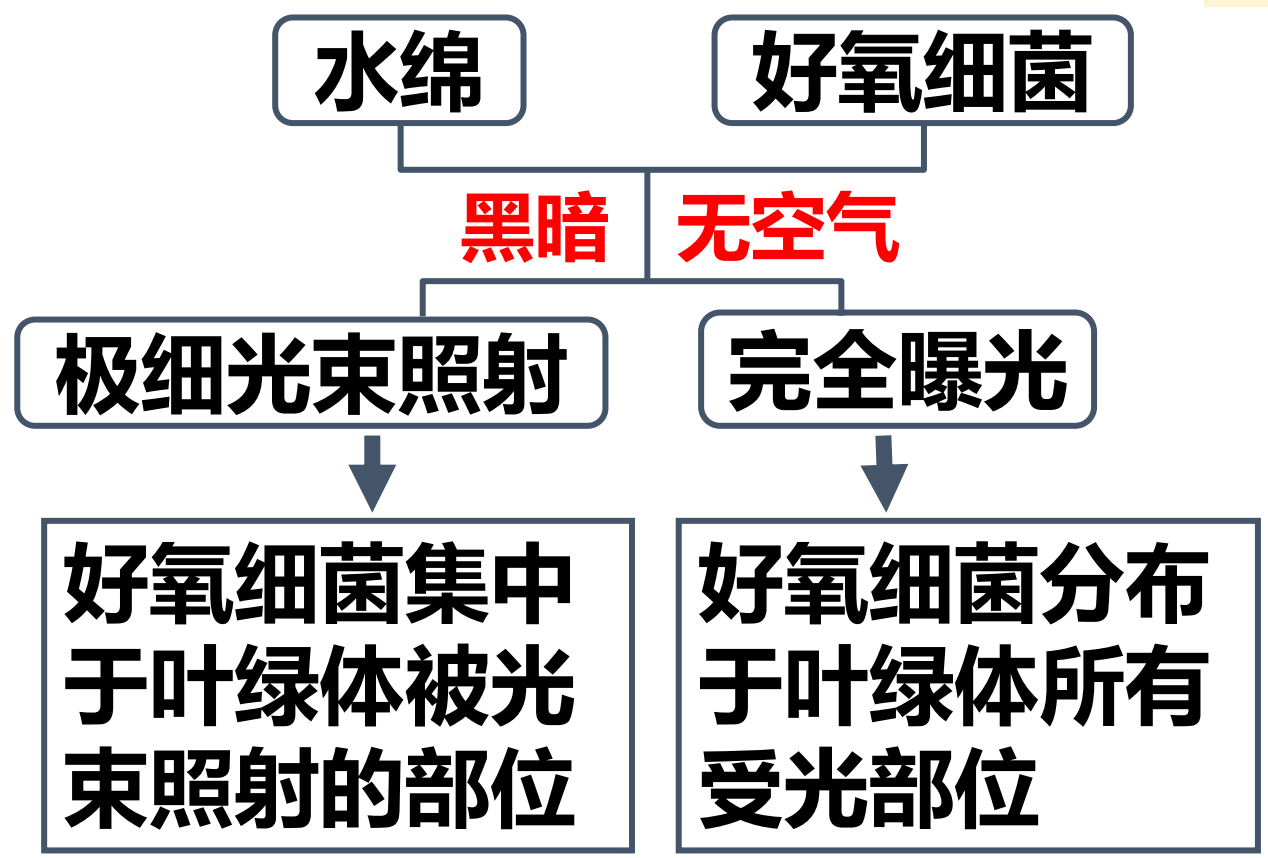 水绵
好氧细菌
黑暗
无空气
极细光束照射
完全曝光
好氧细菌集中
于叶绿体被光
束照射的部位
好氧细菌分布
于叶绿体所有
受光部位